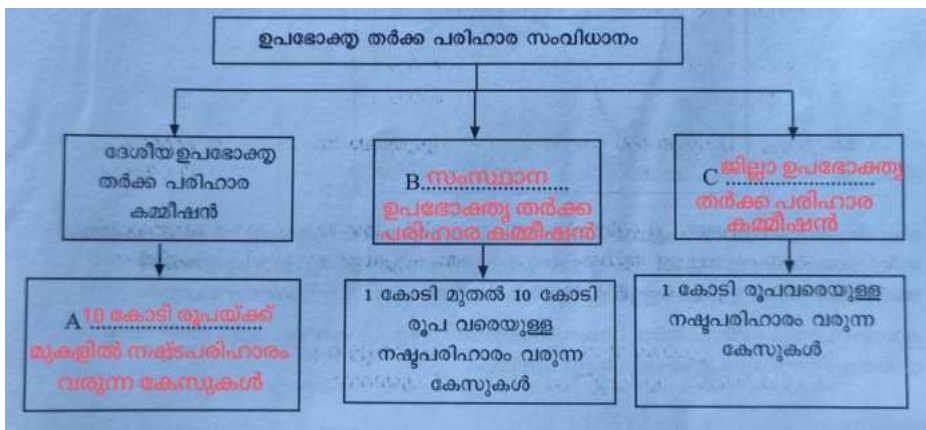 ഉപഭോക്തൃ തർക്ക പരിഹാര സംവിധാനം
ദേശീയ ഉപഭോക്തൃ
തർക്ക പരിഹാര
കമ്മീഷൻ
B.സംസ്ഥാന
ഉപഭോക്തൃ തർക്ക
പരിഹാര കമ്മീഷൻ
C ജില്ലാ ഉപഭോക്തൃ
തർക്ക പരിഹാര
കമ്മീഷൻ
A 10 കോടി രൂപയ്ക്ക്
മുകളിൽ നഷ്ടപരിഹാരം
വരുന്ന കേസുകൾ
1 കോടി മുതൽ 10 കോടി
രൂപ വരെയുള്ള
നഷ്ടപരിഹാരം വരുന്ന
കേസുകൾ
1 കോടി രൂപവരെയുള്ള
നഷ്ടപരിഹാരം വരുന്ന
കേസുകൾ